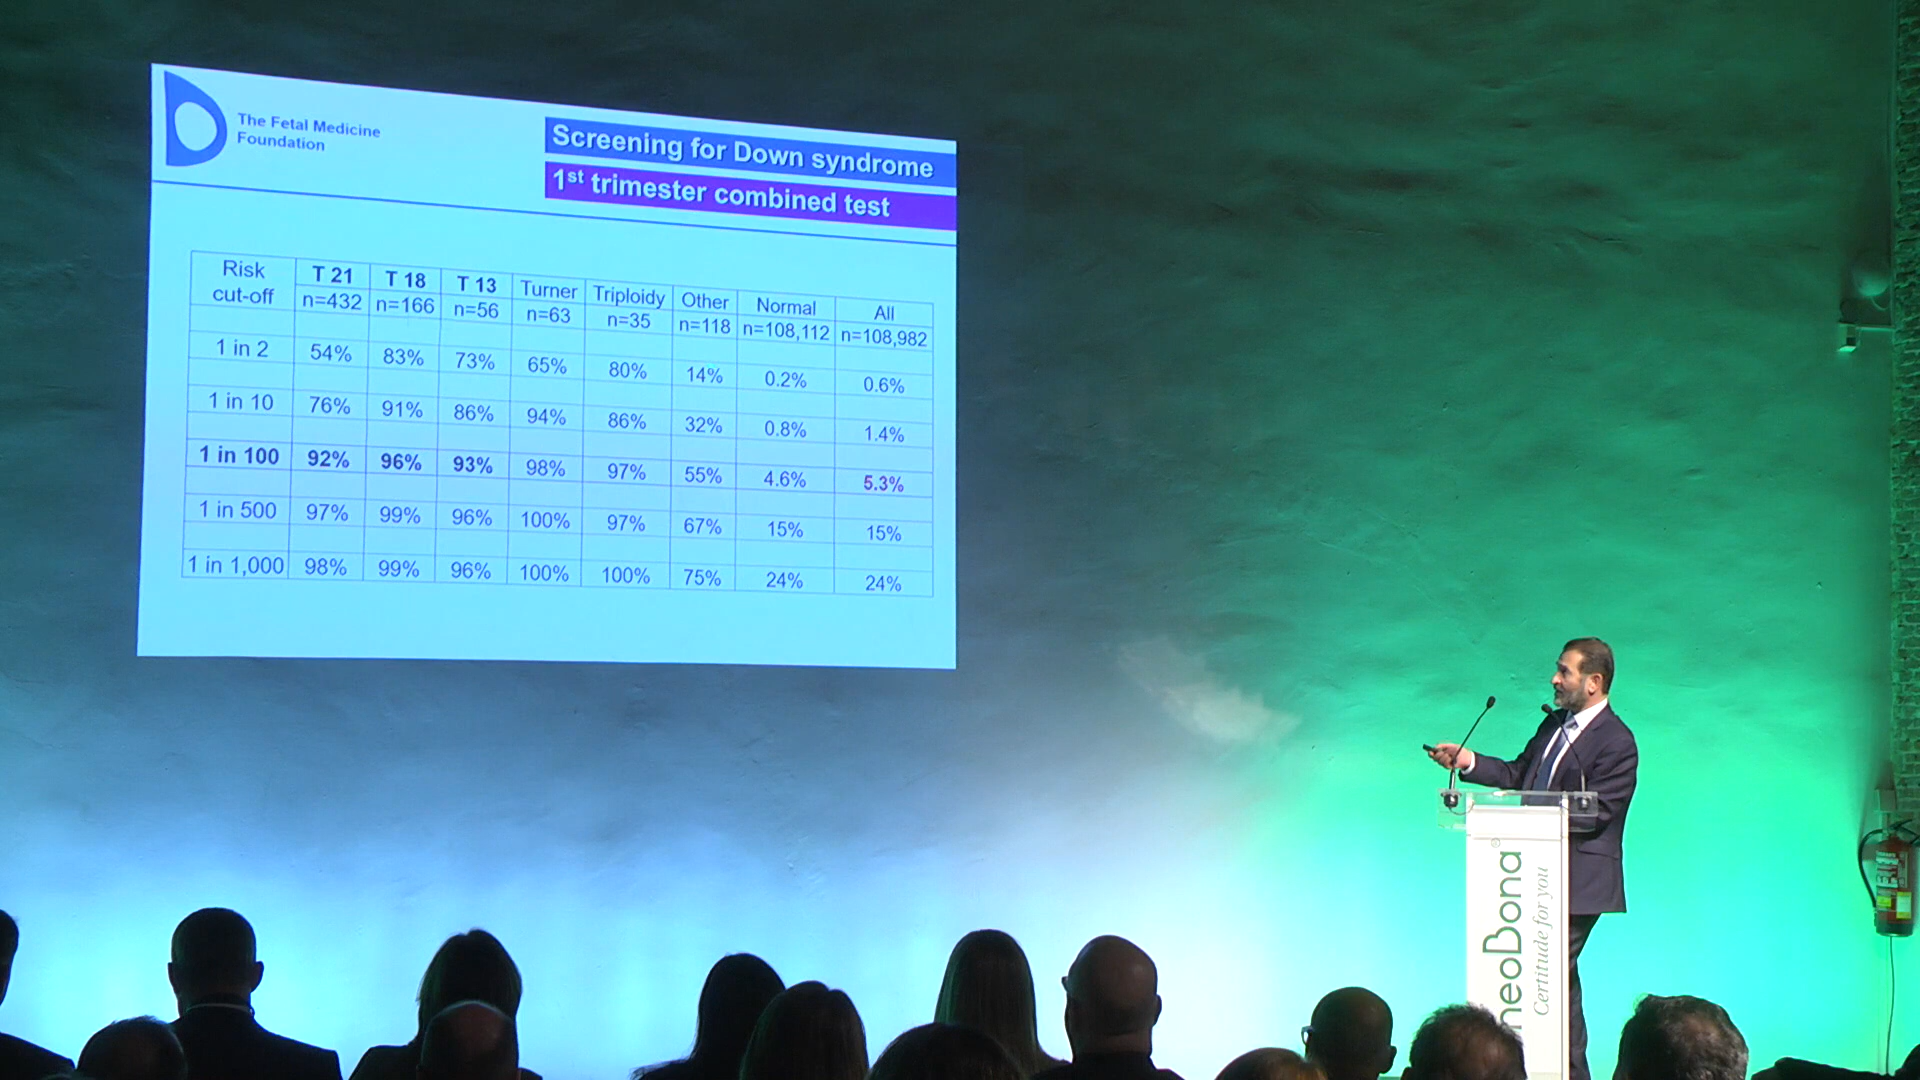 The Fetal Medicine
Foundation
Screening for Down syndrome
1st trimester combined test
Risk cut-off T 21 T 18 T 13 Turner Triploidy Other Normal All
n=432 n=166 n=56 n=63 n=35 n=118 n=108,112 n=108,982
1 in 2 54% 83% 73% 65% 80% 14% 0.2% 0.6%
1 in 10 76% 91% 86% 94% 86% 32% 0.8% 1.4%
1 in 100 92% 96% 93% 98% 97% 55% 4.6% 5.3%
1 in 500 97% 99% 96% 100% 97% 67% 15% 15%
1 in 1,000 98% 99% 96% 100% 100% 75% 24% 24%
neoBona®
Certitude for you